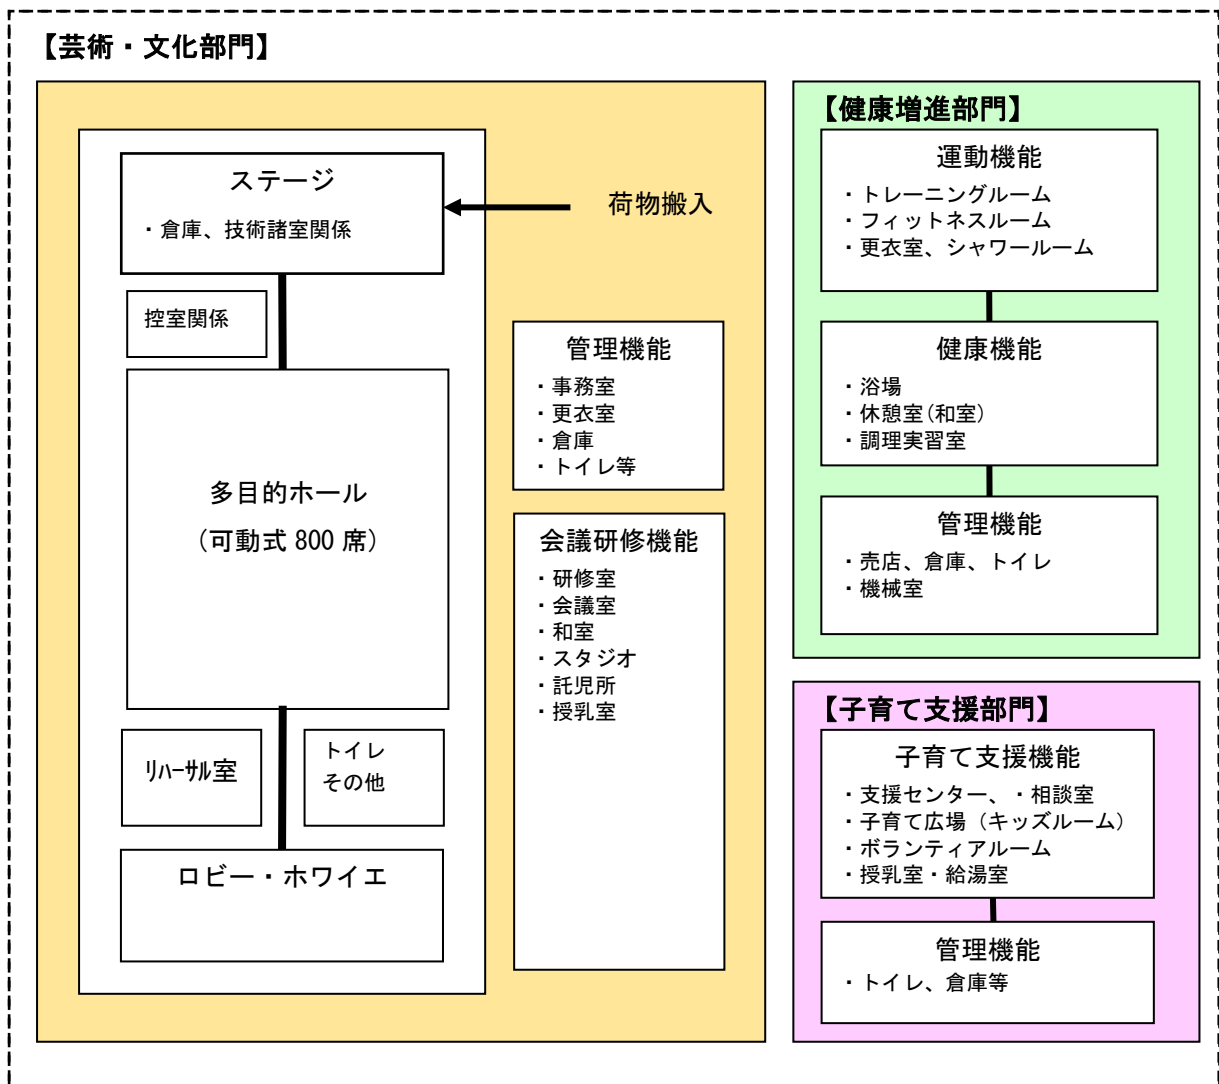 【芸術・文化部門】
ステージ
・倉庫、技術諸室関係
荷物搬入
控室関係
多目的ホール
（可動式 800 席）
ﾘﾊｰｻﾙ室
トイレ
その他
ロビー・ホワイエ
管理機能
・事務室
・更衣室
・倉庫
・トイレ等
会議研修機能
・研修室
・会議室
・和室
・スタジオ
・託児所
・授乳室
【健康増進部門】
運動機能
・トレーニングルーム
・フィットネスルーム
・更衣室、シャワールーム
健康機能
・浴場
・休憩室(和室)
・調理実習室
管理機能
・売店、倉庫、トイレ
・機械室
【子育て支援部門】
子育て支援機能
・支援センター、・相談室
・子育て広場（キッズルーム）
・ボランティアルーム
・授乳室・給湯室
管理機能
・トイレ、倉庫等